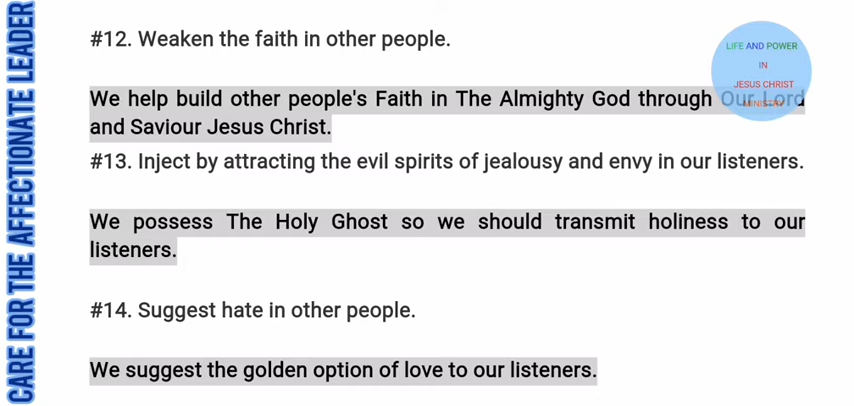 CARE FOR THE AFFECTIONATE LEADER
#12. Weaken the faith in other people.
We help build other people's Faith in The Almighty God through Our Lord
and Saviour Jesus Christ.
#13. Inject by attracting the evil spirits of jealousy and envy in our listeners.
We possess The Holy Ghost so we should transmit holiness to our
listeners.
#14. Suggest hate in other people.
We suggest the golden option of love to our listeners.
LIFE AND POWER
IN
JESUS CHRIST
MINISTRY